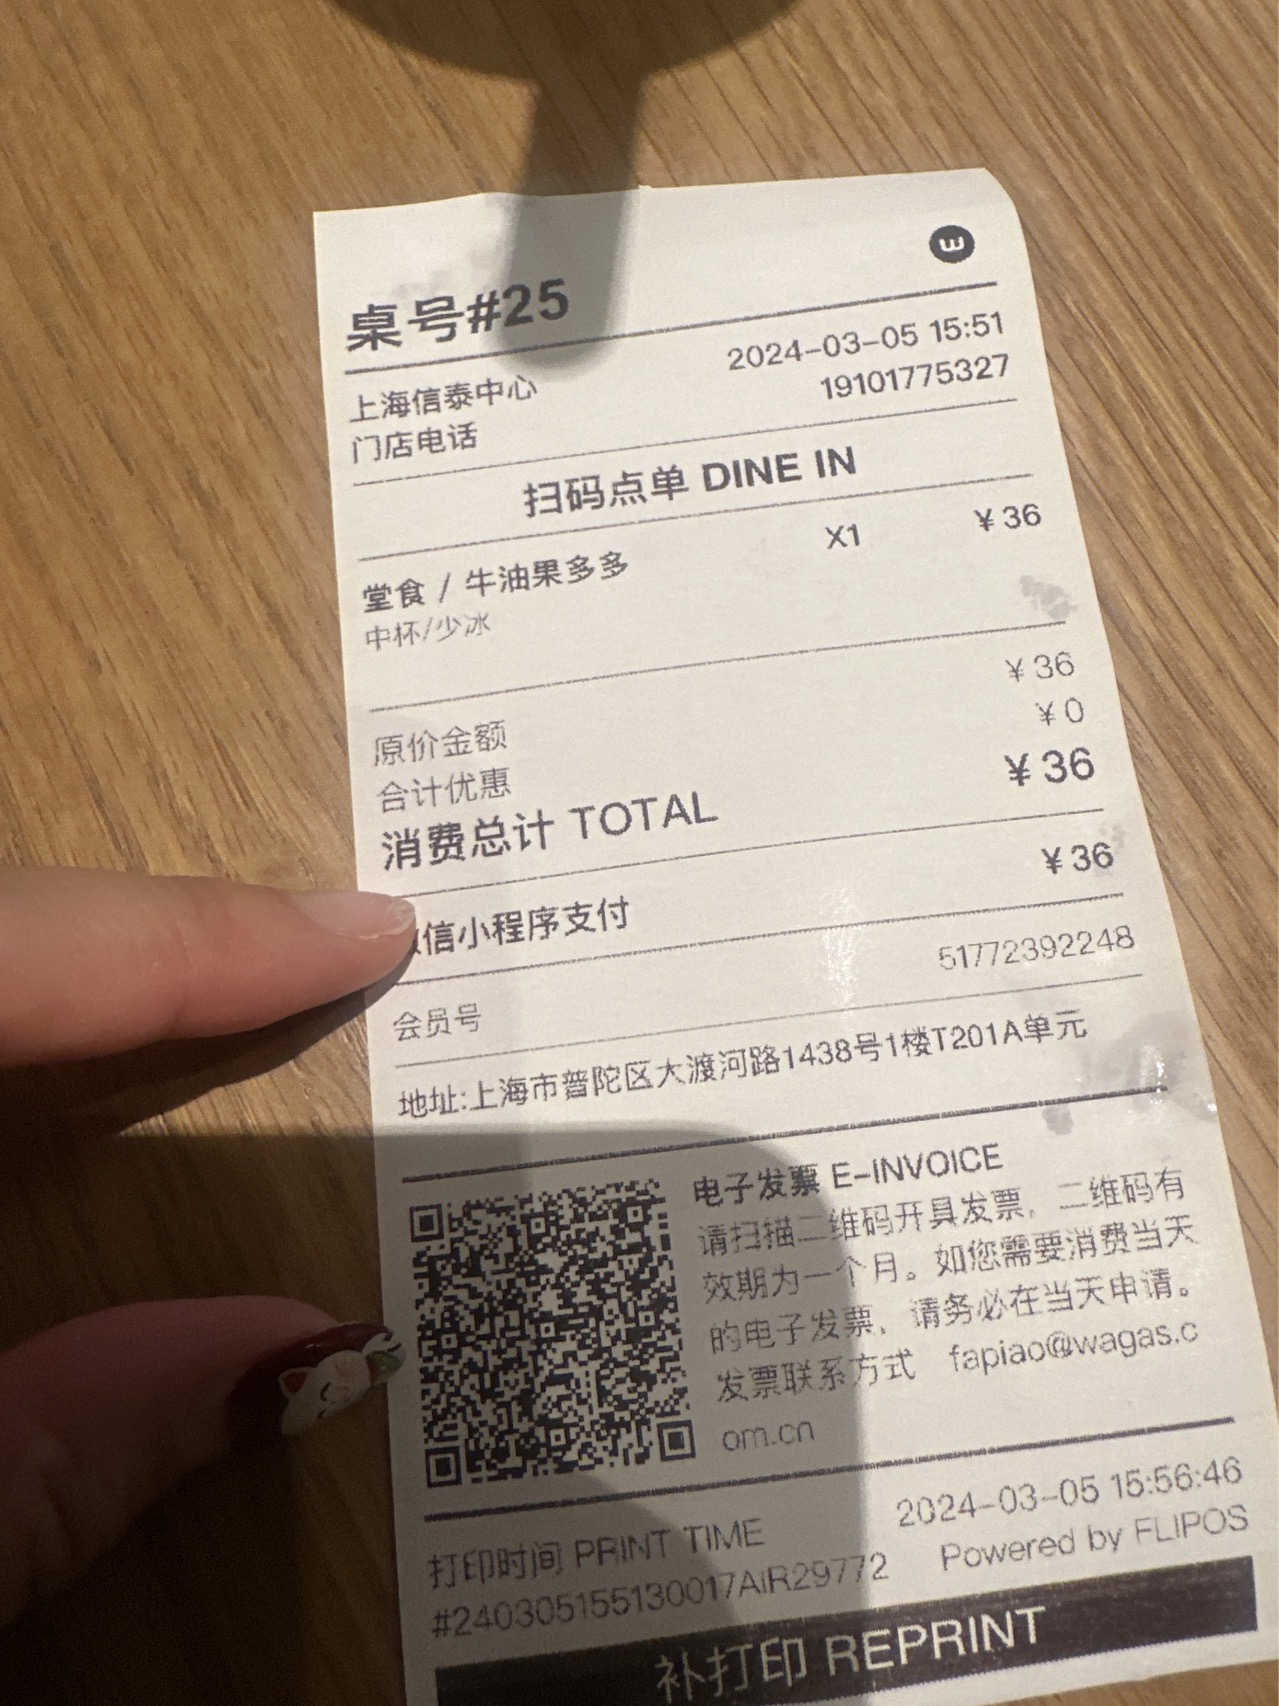 桌号#25
上海信泰中心 2024-03-05 15:51
门店电话 19101775327
扫码点单 DINE IN
堂食 / 牛油果多多 X1 ¥36
中杯/少冰
原价金额 ¥36
合计优惠 ¥0
消费总计 TOTAL ¥36
信小程序支付 ¥36
会员号 51772392248
地址:上海市普陀区大渡河路1438号1楼T201A单元
电子发票 E-INVOICE
请扫描二维码开具发票，二维码有
效期为一个月。如您需要消费当天
的电子发票，请务必在当天申请。
发票联系方式 fapiao@wagas.c
om.cn
打印时间 PRINT TIME 2024-03-05 15:56:46
#240305155130017AIR29772 Powered by FLIPOS
补打印 REPRINT